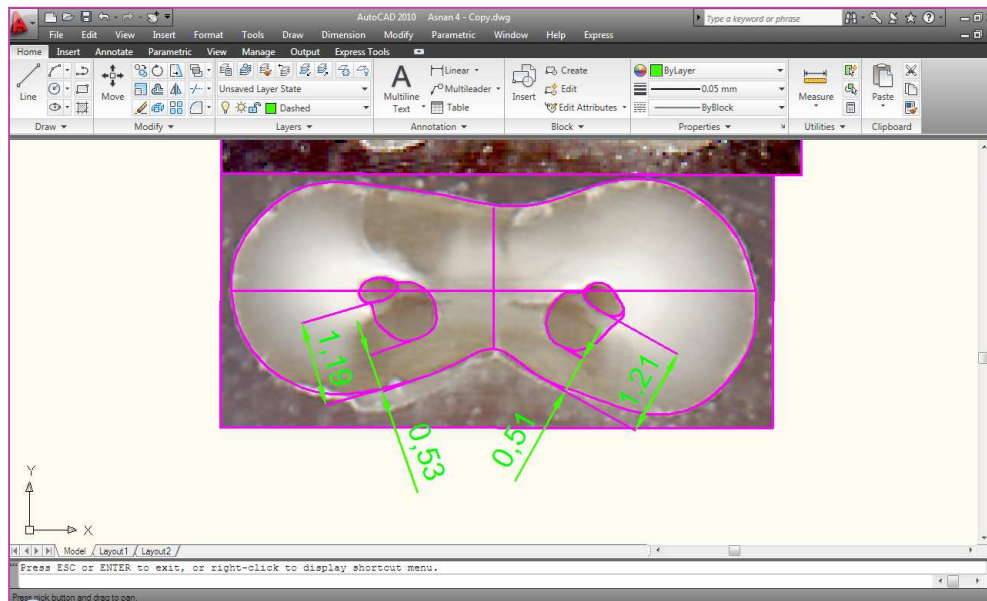 AutoCAD 2010 Asnan 4 - Copy.dwg
Type a keyword or phrase
File Edit View Insert Format Tools Draw Dimension Modify Parametric Window Help Express
Home Insert Annotate Parametric View Manage Output Express Tools
Line Move Unsaved Layer State Dashed
Multiline Text Linear Multileader Table
Insert Create Edit Edit Attributes
ByLayer 0.05 mm ByBlock
Measure Paste
Draw Modify Layers Annotation Block Properties Utilities Clipboard
1,19
1,21
0,53
0,51
Y
X
Model Layout1 Layout2
Press ESC or ENTER to exit, or right-click to display shortcut menu.
Press pick button and drag to pan.